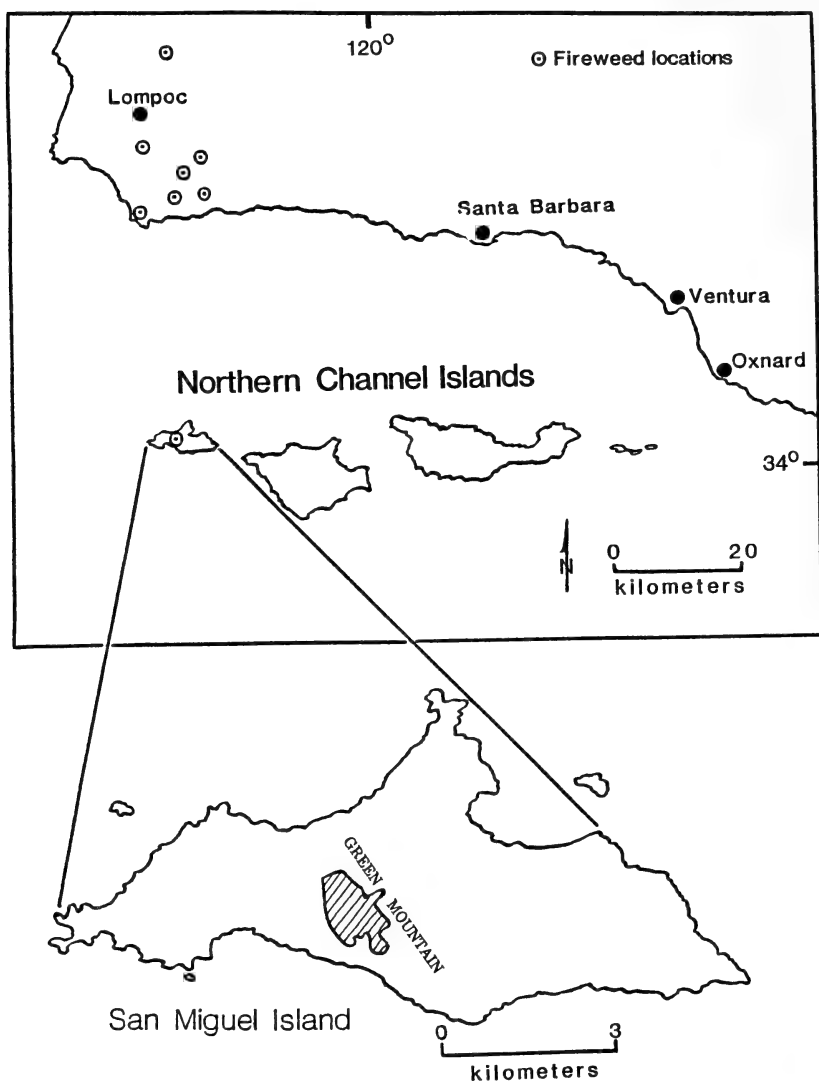 120°
Fireweed locations
Lompoc
Santa Barbara
Ventura
Oxnard
Northern Channel Islands
34°
N
0 20
kilometers
GREEN MOUNTAIN
San Miguel Island
0 3
kilometers